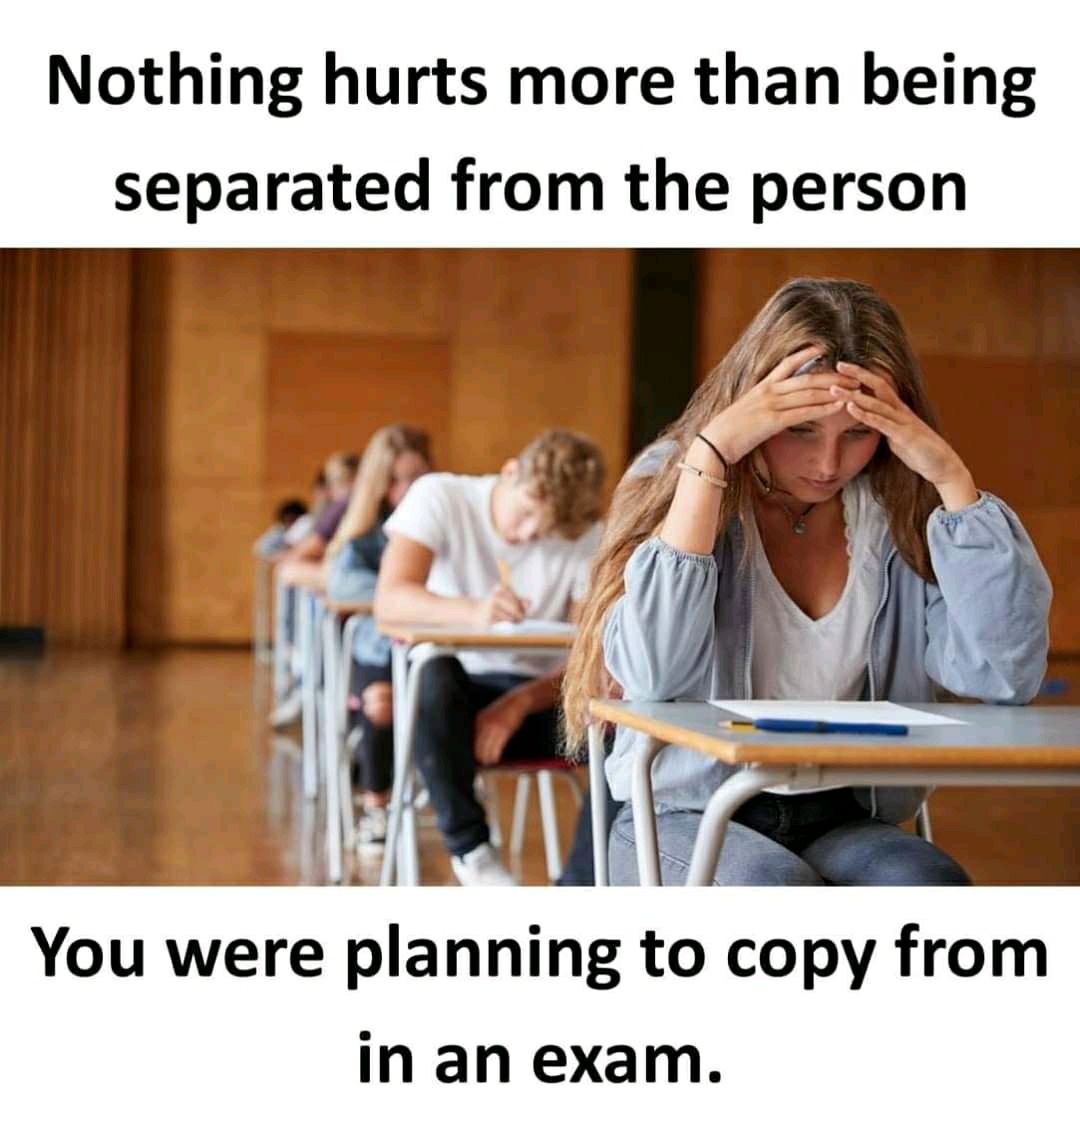 Nothing hurts more than being
separated from the person
You were planning to copy from
in an exam.